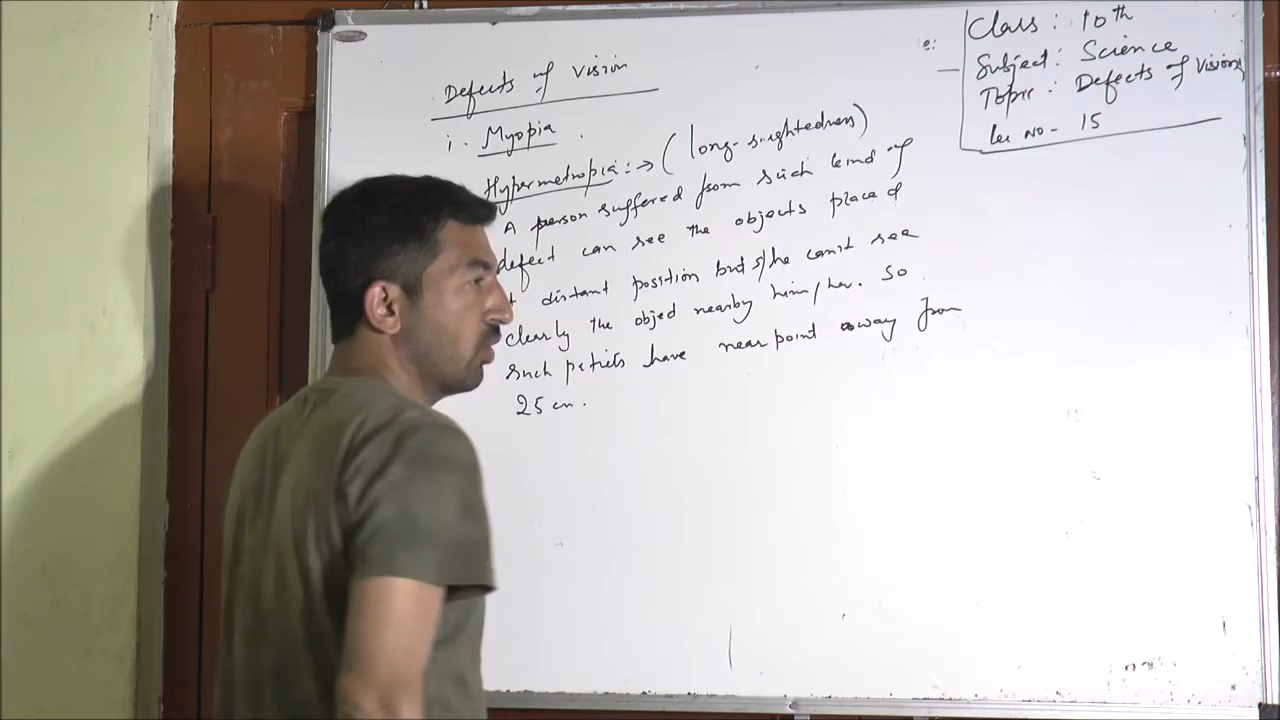 Defects of vision
i. Myopia
Hypermetropia :→ (long-sightedness)
A person suffered from such kind of
defect can see the objects placed
t distant position but s/he can't see
clearly the objed nearby him/her. So
such have near point away from
25 cm.
Class : 10th
Subject : Science
Topic : Defects of Vision
Lec No - 15